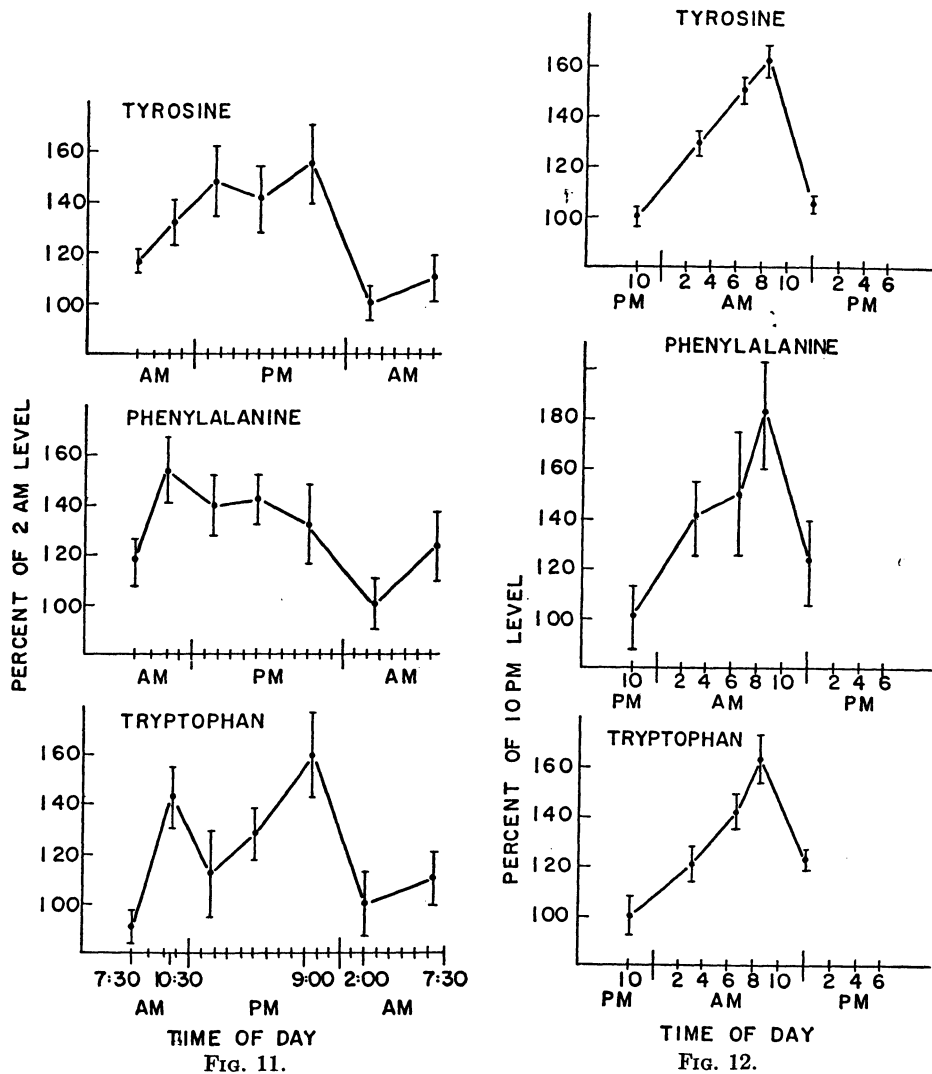 TYROSINE
160
140
120
100
AM PM AM
PHENYLALANINE
160
140
120
100
AM PM AM
TRYPTOPHAN
160
140
120
100
7:30 10:30 9:00 2:00 7:30
AM PM AM
TIME OF DAY
FIG. 11.
PERCENT OF 2 AM LEVEL
TYROSINE
160
140
120
100
10 2 4 6 8 10 2 4 6
PM AM PM
PHENYLALANINE
180
160
140
120
100
10 2 4 6 8 10 2 4 6
PM AM PM
TRYPTOPHAN
160
140
120
100
10 2 4 6 8 10 2 4 6
PM AM PM
TIME OF DAY
FIG. 12.
PERCENT OF 10 PM LEVEL